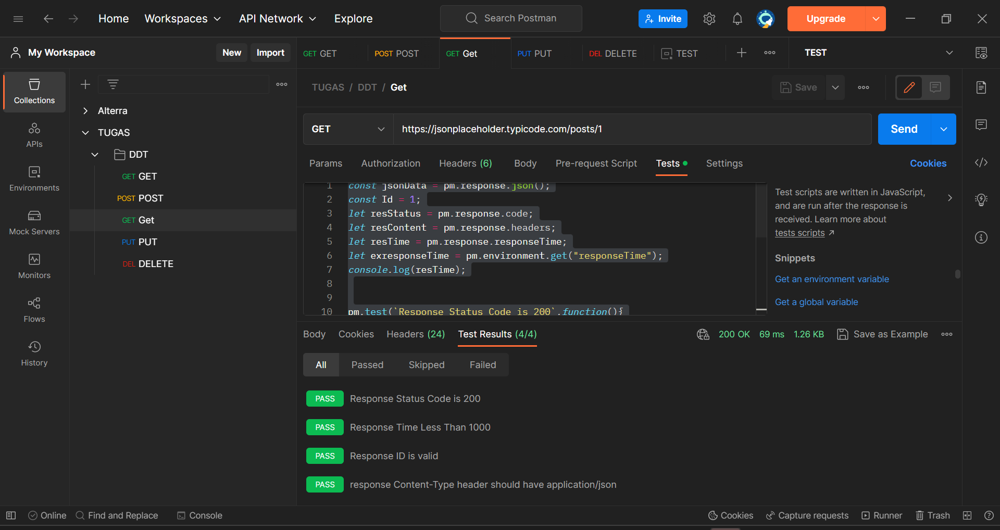 Home Workspaces API Network Explore Search Postman Invite Upgrade
My Workspace New Import
GET GET POST POST GET Get PUT PUT DEL DELETE TEST TEST
Collections
APIs
Environments
Mock Servers
Monitors
Flows
History
Alterra
TUGAS
DDT
GET GET
POST POST
GET Get
PUT PUT
DEL DELETE
TUGAS / DDT / Get Save
GET https://jsonplaceholder.typicode.com/posts/1 Send
Params Authorization Headers (6) Body Pre-request Script Tests Settings Cookies
1 const jsonData = pm.response.json();
2 const Id = 1;
3 let resStatus = pm.response.code;
4 let resContent = pm.response.headers;
5 let resTime = pm.response.responseTime;
6 let exresponseTime = pm.environment.get("responseTime");
7 console.log(resTime);
8
9
10 pm.test(`Response Status Code is 200`,function(){
Test scripts are written in JavaScript,
and are run after the response is
received. Learn more about
tests scripts ↗
Snippets
Get an environment variable
Get a global variable
Body Cookies Headers (24) Test Results (4/4) 200 OK 69 ms 1.26 KB Save as Example
All Passed Skipped Failed
PASS Response Status Code is 200
PASS Response Time Less Than 1000
PASS Response ID is valid
PASS response Content-Type header should have application/json
Online Find and Replace Console Cookies Capture requests Runner Trash